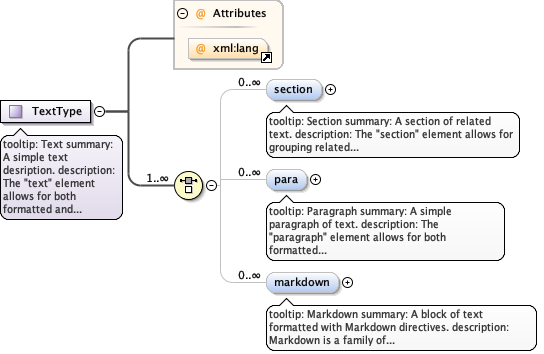 @ Attributes
@ xml:lang
TextType
tooltip: Text summary:
A simple text
desription: description:
The "text" element
allows for both
formatted and...
1..∞
0..∞
section
tooltip: Section summary: A section of related
text. description: The "section" element allows for
grouping related...
0..∞
para
tooltip: Paragraph summary: A simple
paragraph of text. description: The
"paragraph" element allows for both
formatted...
0..∞
markdown
tooltip: Markdown summary: A block of text
formatted with Markdown directives. description:
Markdown is a family of...